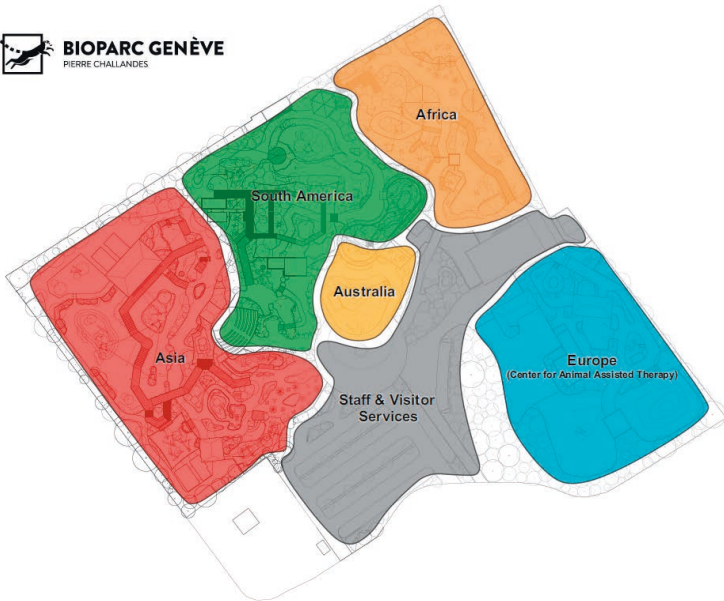 BIOPARC GENÈVE
PIERRE CHALLANDES
Africa
South America
Australia
Asia
Europe
(Center for Animal Assisted Therapy)
Staff & Visitor
Services